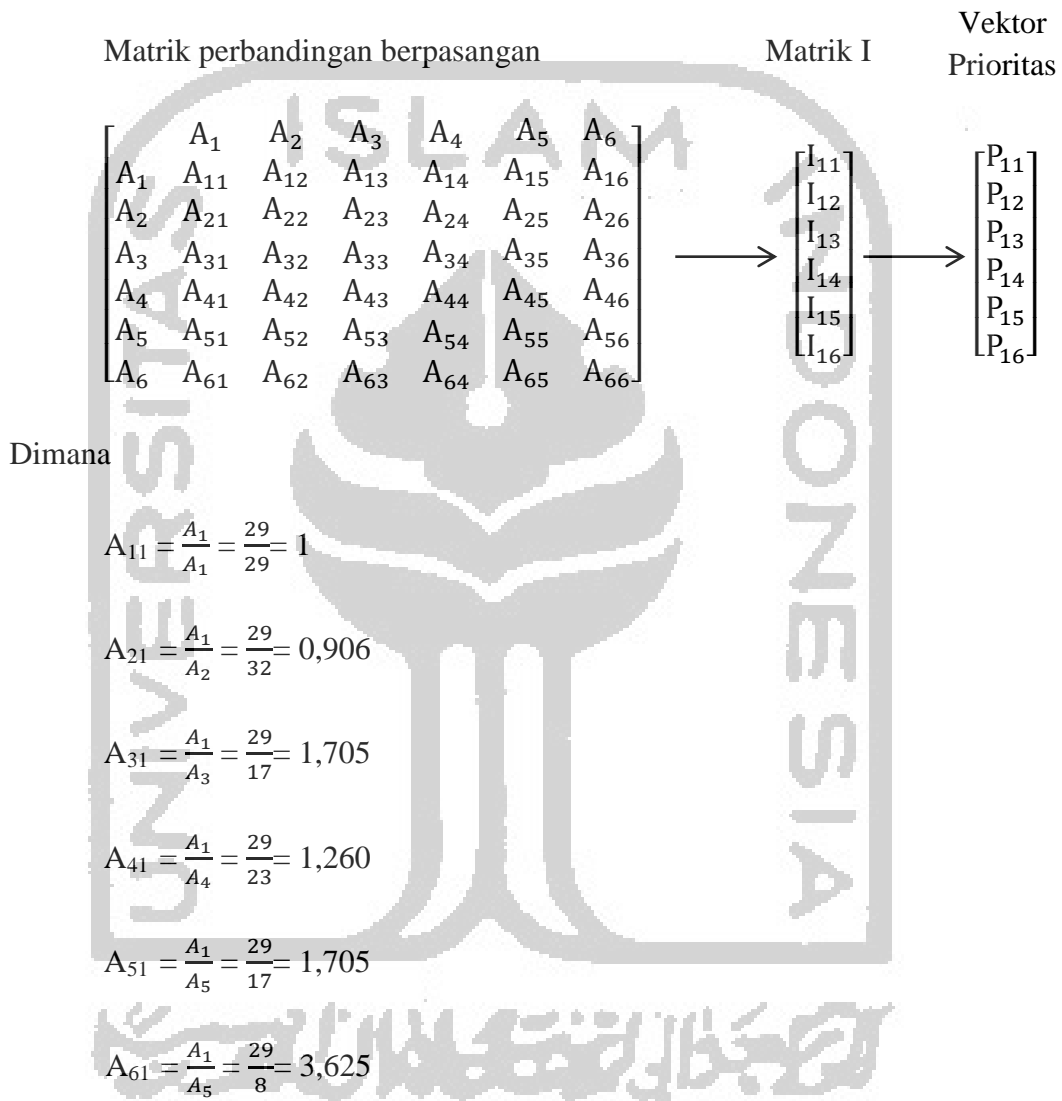 Vektor
Matrik perbandingan berpasangan Matrik I Prioritas
A₁ A₂ A₃ A₄ A₅ A₆
A₁ A₁₁ A₁₂ A₁₃ A₁₄ A₁₅ A₁₆ I₁₁ P₁₁
A₂ A₂₁ A₂₂ A₂₃ A₂₄ A₂₅ A₂₆ I₁₂ P₁₂
A₃ A₃₁ A₃₂ A₃₃ A₃₄ A₃₅ A₃₆ I₁₃ P₁₃
A₄ A₄₁ A₄₂ A₄₃ A₄₄ A₄₅ A₄₆ I₁₄ P₁₄
A₅ A₅₁ A₅₂ A₅₃ A₅₄ A₅₅ A₅₆ I₁₅ P₁₅
A₆ A₆₁ A₆₂ A₆₃ A₆₄ A₆₅ A₆₆ I₁₆ P₁₆
Dimana
A₁₁ = A₁/A₁ = 29/29 = 1
A₂₁ = A₁/A₂ = 29/32 = 0,906
A₃₁ = A₁/A₃ = 29/17 = 1,705
A₄₁ = A₁/A₄ = 29/23 = 1,260
A₅₁ = A₁/A₅ = 29/17 = 1,705
A₆₁ = A₁/A₅ = 29/8 = 3,625
UNIVERSITAS
ISLAM
INDONESIA